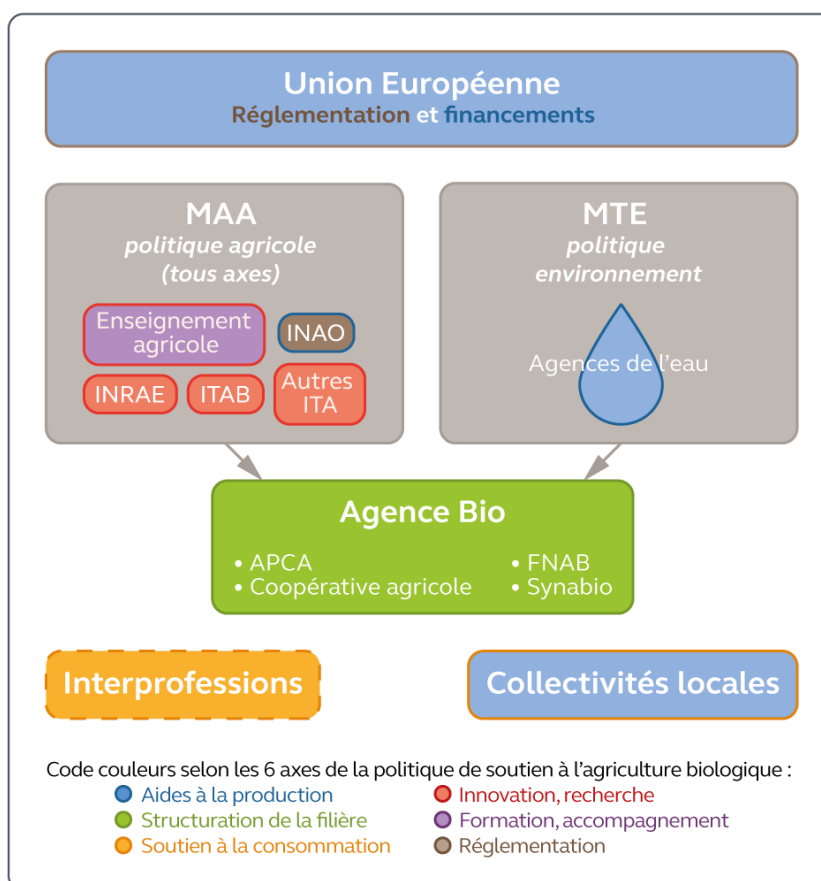 Union Européenne
Réglementation et financements
MAA
politique agricole
(tous axes)
Enseignement
agricole
INAO
INRAE
ITAB
Autres
ITA
MTE
politique
environnement
Agences de l'eau
Agence Bio
• APCA
• Coopérative agricole
• FNAB
• Synabio
Interprofessions
Collectivités locales
Code couleurs selon les 6 axes de la politique de soutien à l'agriculture biologique :
Aides à la production
Structuration de la filière
Soutien à la consommation
Innovation, recherche
Formation, accompagnement
Réglementation